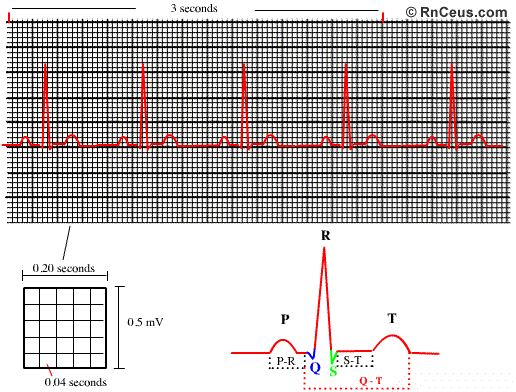 3 seconds
© RnCeus.com
0.20 seconds
0.5 mV
0.04 seconds
R
P
T
P-R
Q
S
S-T
Q - T